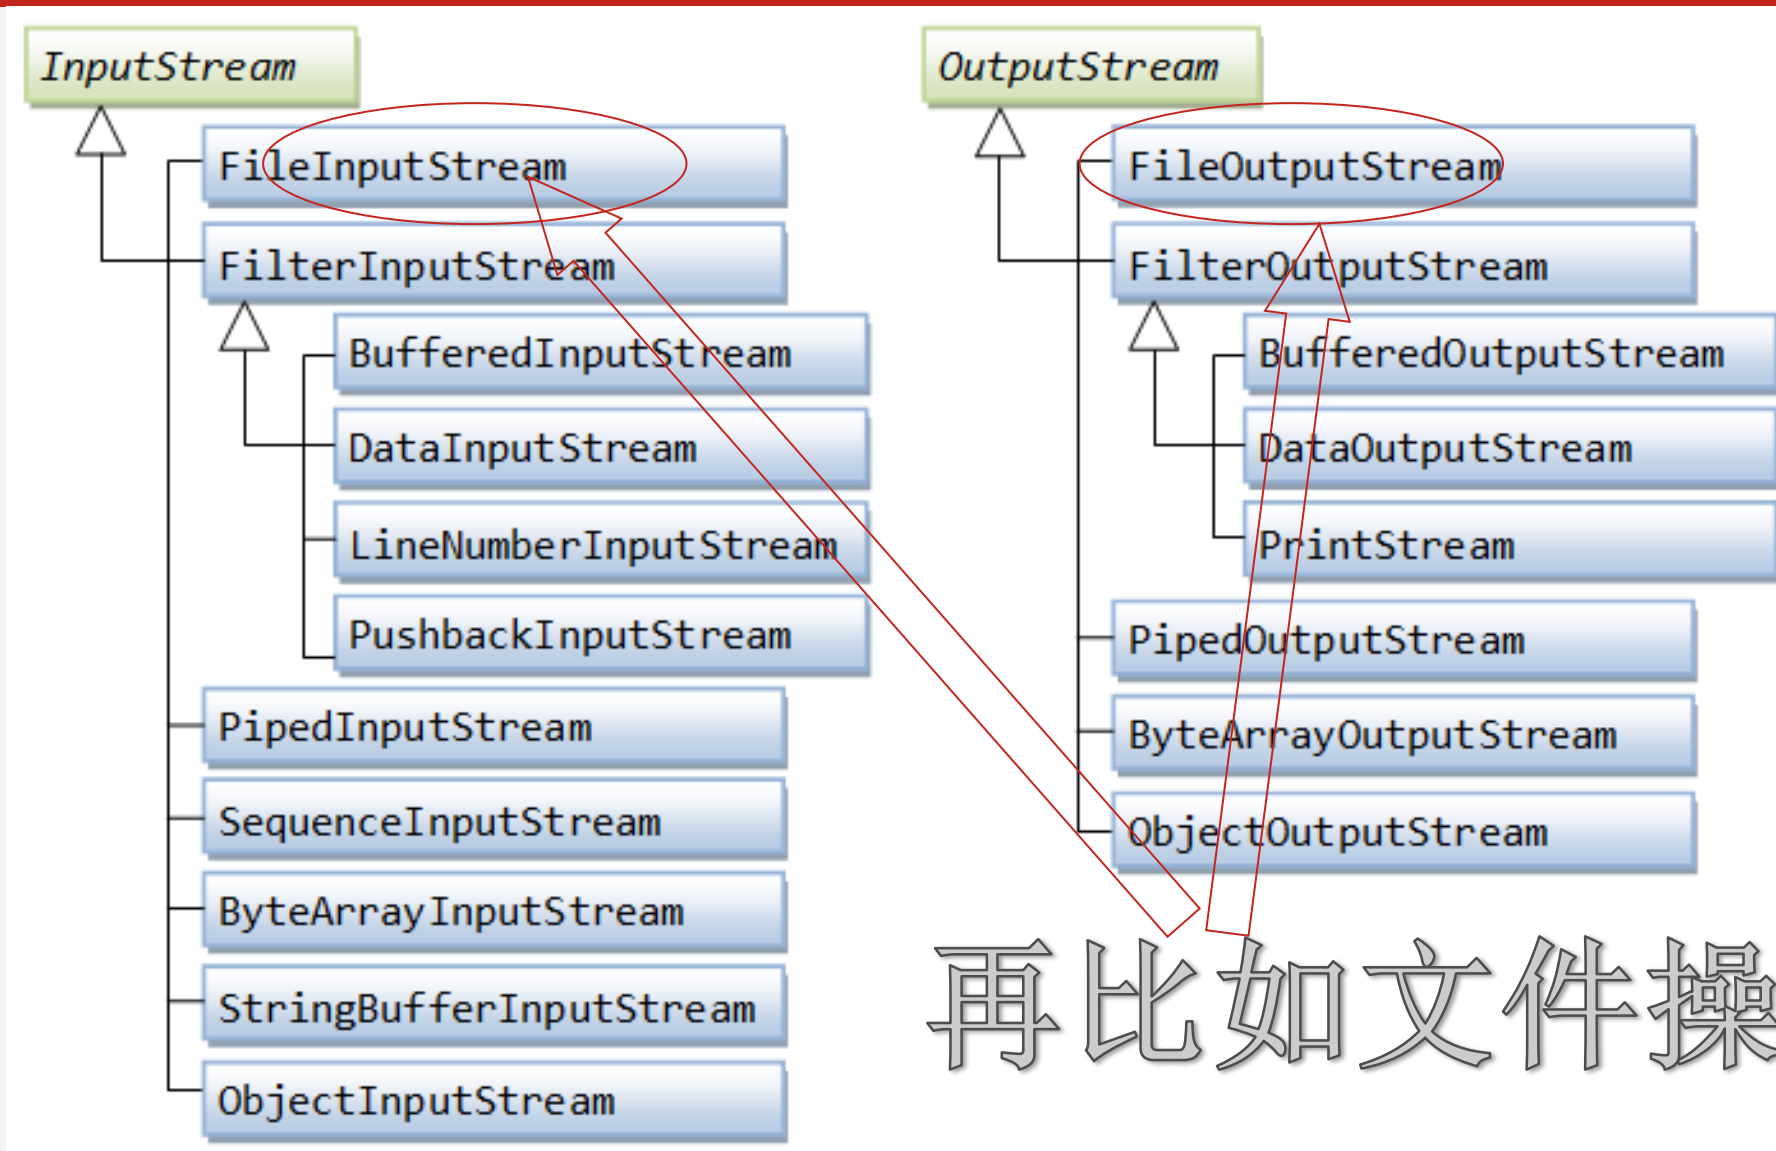 InputStream
FileInputStream
FilterInputStream
BufferedInputStream
DataInputStream
LineNumberInputStream
PushbackInputStream
PipedInputStream
SequenceInputStream
ByteArrayInputStream
StringBufferInputStream
ObjectInputStream
OutputStream
FileOutputStream
FilterOutputStream
BufferedOutputStream
DataOutputStream
PrintStream
PipedOutputStream
ByteArrayOutputStream
ObjectOutputStream
再比如文件操